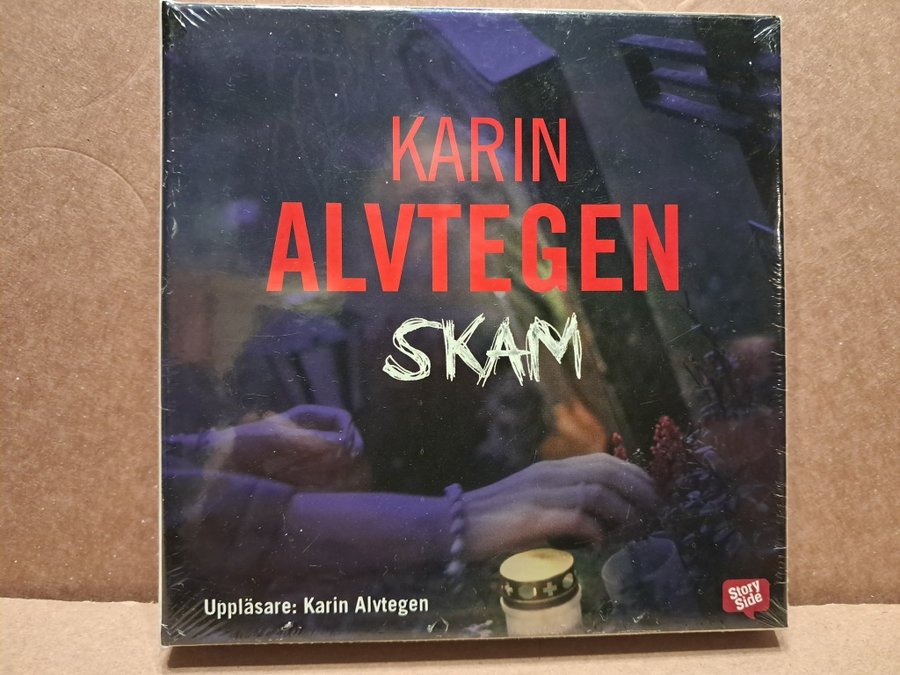 KARIN
ALVTEGEN
SKAM
Uppläsare: Karin Alvtegen
Story
Side